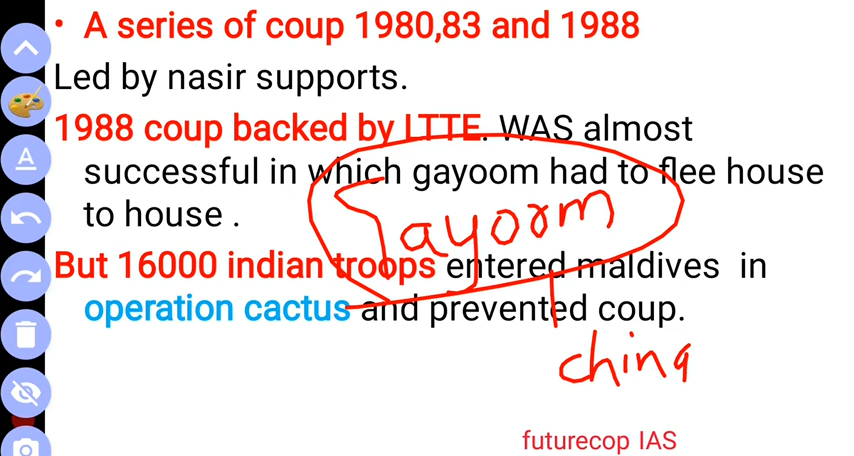 • A series of coup 1980,83 and 1988
Led by nasir supports.
1988 coup backed by LTTE. WAS almost
successful in which gayoom had to flee house
to house .
Gayoom
But 16000 indian troops entered maldives in
operation cactus and prevented coup.
china
futurecop IAS